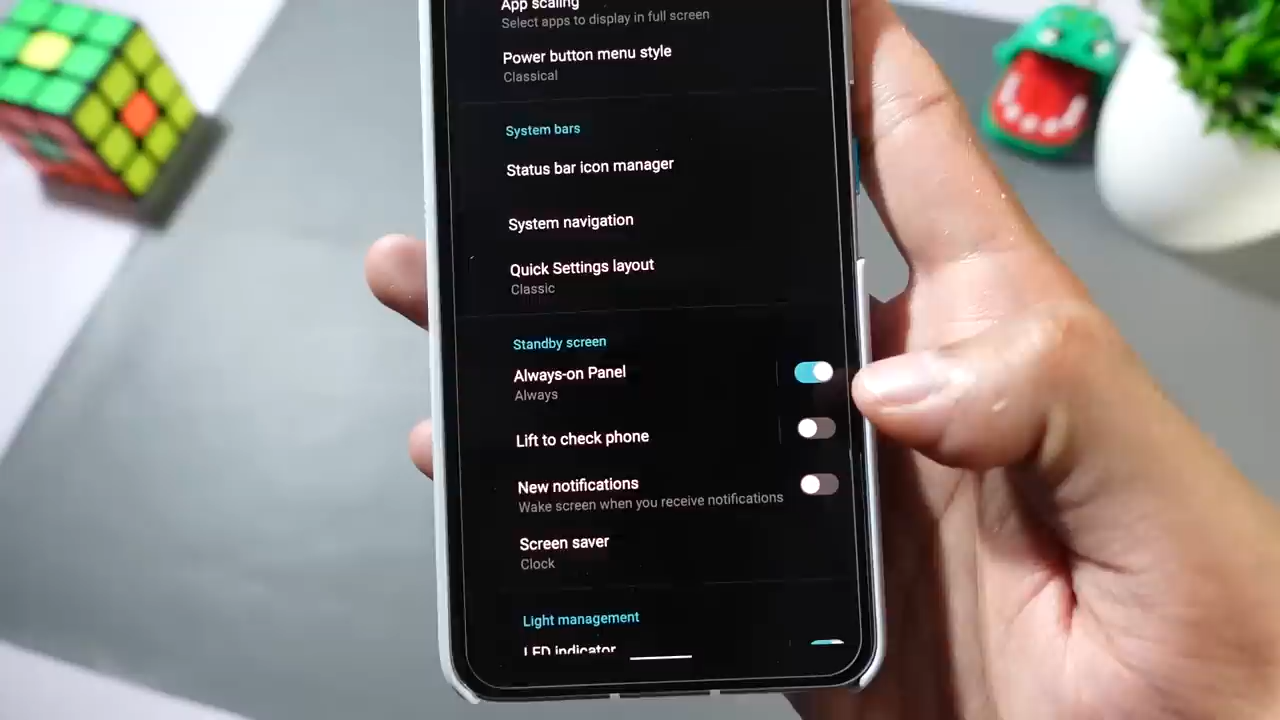 App scaling
Select apps to display in full screen
Power button menu style
Classical
System bars
Status bar icon manager
System navigation
Quick Settings layout
Classic
Standby screen
Always-on Panel
Always
Lift to check phone
New notifications
Wake screen when you receive notifications
Screen saver
Clock
Light management
LED indicator